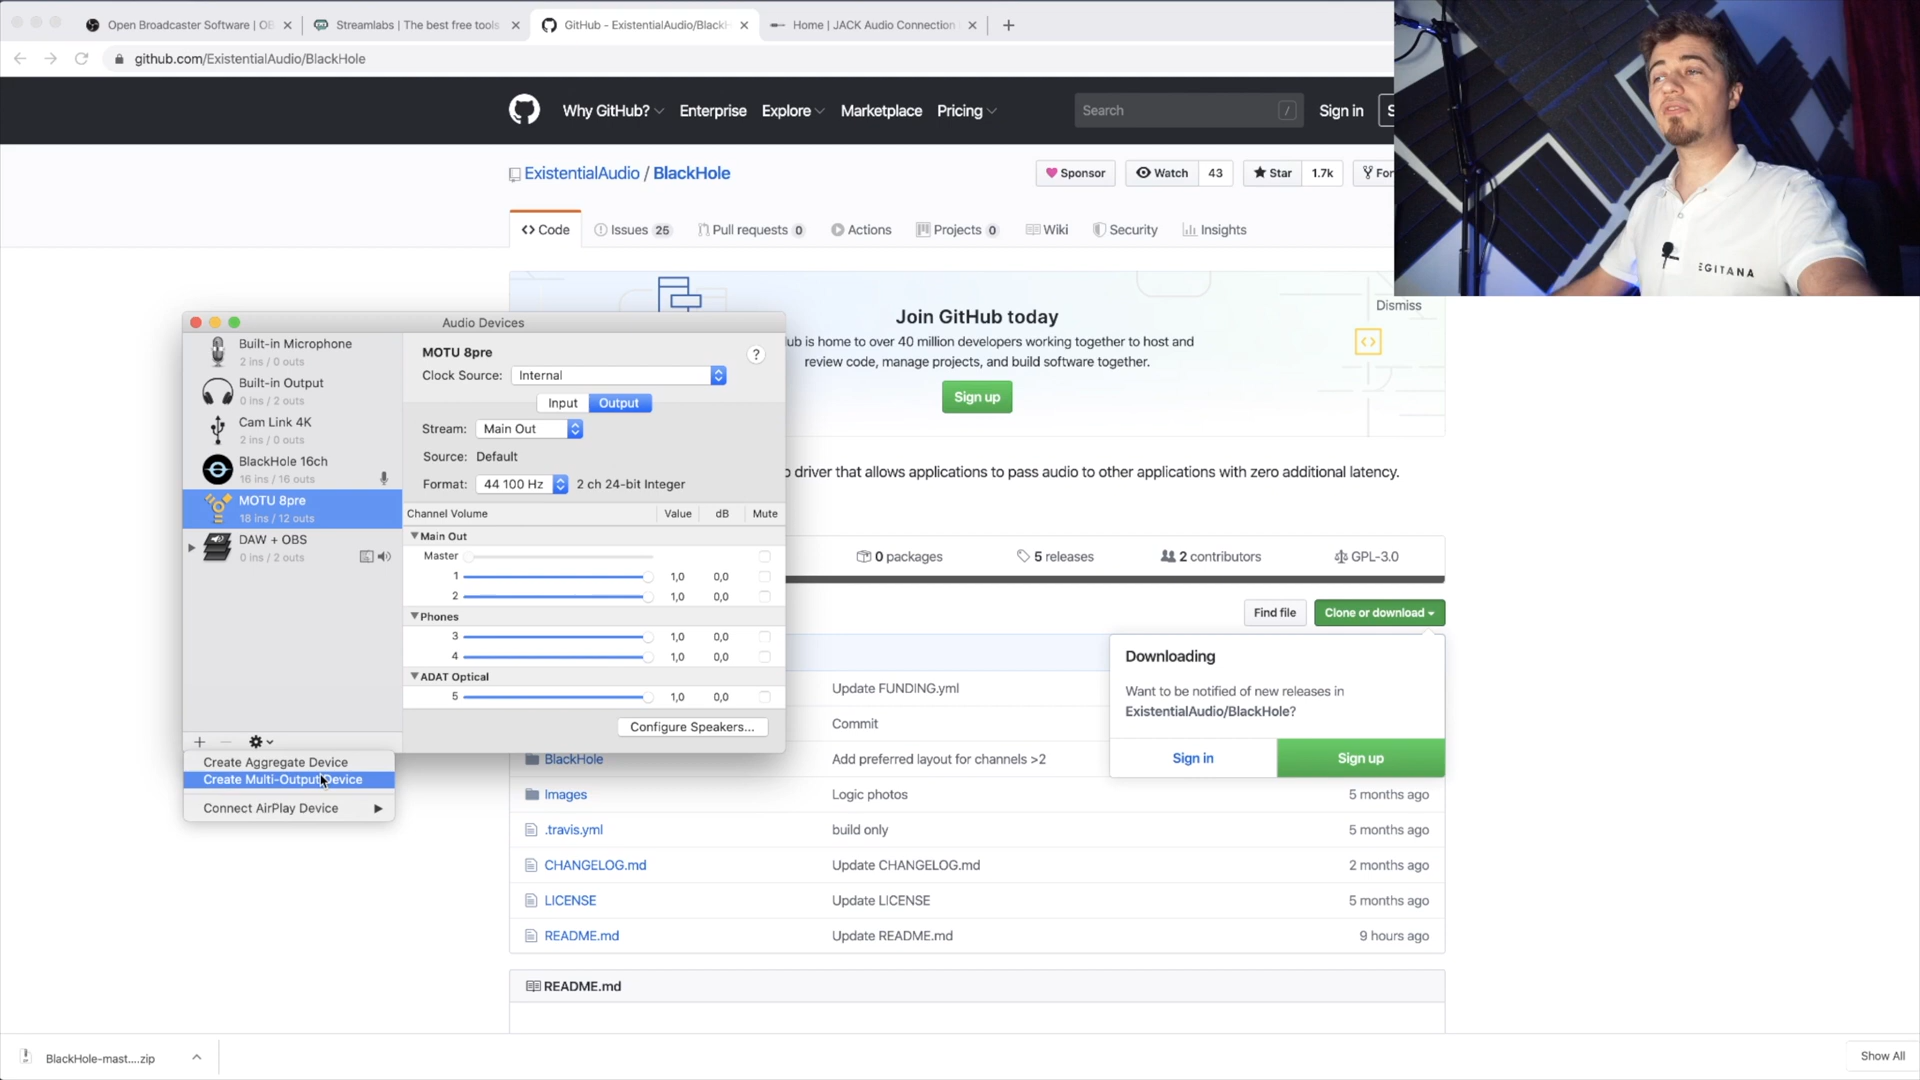 Open Broadcaster Software | OB
Streamlabs | The best free tools
GitHub - ExistentialAudio/BlackH
Home | JACK Audio Connection
github.com/ExistentialAudio/BlackHole
Why GitHub?
Enterprise
Explore
Marketplace
Pricing
Search
/
Sign in
S
EGITANA
ExistentialAudio / BlackHole
Sponsor
Watch 43
Star 1.7k
For
Code
Issues 25
Pull requests 0
Actions
Projects 0
Wiki
Security
Insights
Dismiss
Join GitHub today
ub is home to over 40 million developers working together to host and
review code, manage projects, and build software together.
Sign up
driver that allows applications to pass audio to other applications with zero additional latency.
0 packages
5 releases
2 contributors
GPL-3.0
Find file
Clone or download
Downloading
Want to be notified of new releases in
ExistentialAudio/BlackHole?
Sign in
Sign up
Update FUNDING.yml
Commit
BlackHole
Add preferred layout for channels >2
Images
Logic photos
5 months ago
.travis.yml
build only
5 months ago
CHANGELOG.md
Update CHANGELOG.md
2 months ago
LICENSE
Update LICENSE
5 months ago
README.md
Update README.md
9 hours ago
README.md
Audio Devices
Built-in Microphone
2 ins / 0 outs
Built-in Output
0 ins / 2 outs
Cam Link 4K
2 ins / 0 outs
BlackHole 16ch
16 ins / 16 outs
MOTU 8pre
18 ins / 12 outs
DAW + OBS
0 ins / 2 outs
MOTU 8pre
?
Clock Source: Internal
Input
Output
Stream: Main Out
Source: Default
Format: 44 100 Hz 2 ch 24-bit Integer
Channel Volume
Value
dB
Mute
Main Out
Master
1 1,0 0,0
2 1,0 0,0
Phones
3 1,0 0,0
4 1,0 0,0
ADAT Optical
5 1,0 0,0
Configure Speakers...
Create Aggregate Device
Create Multi-Output Device
Connect AirPlay Device
BlackHole-mast....zip
Show All